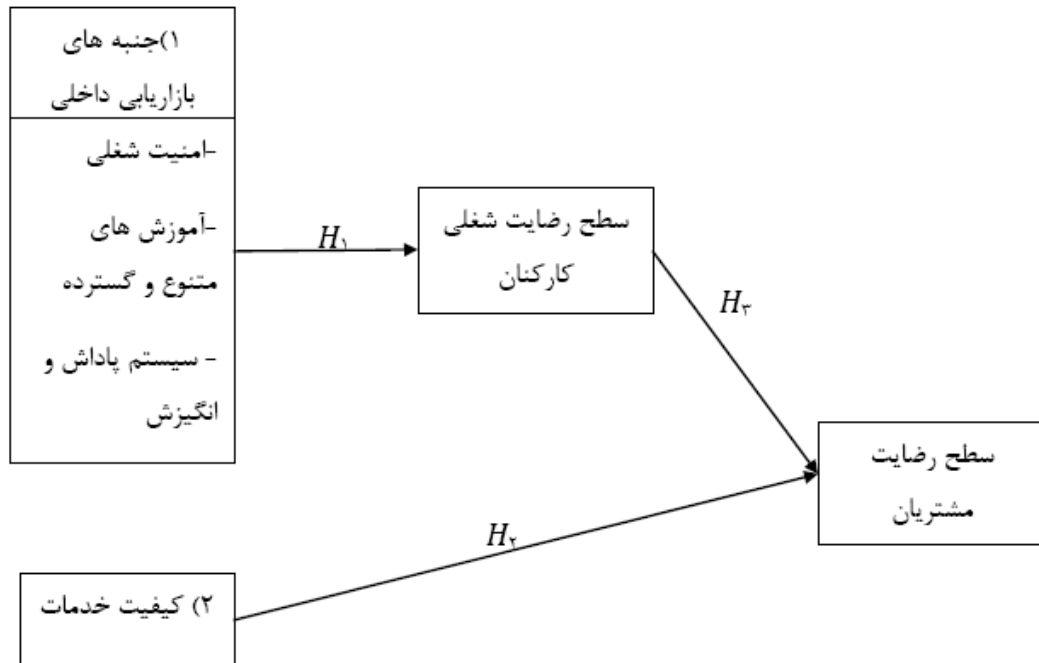 ۱)جنبه های
بازاریابی داخلی
-امنیت شغلی
-آموزش های
متنوع و گسترده
- سیستم پاداش و
انگیزش
H۱
سطح رضایت شغلی
کارکنان
H۳
سطح رضایت
مشتریان
H۲
۲) کیفیت خدمات